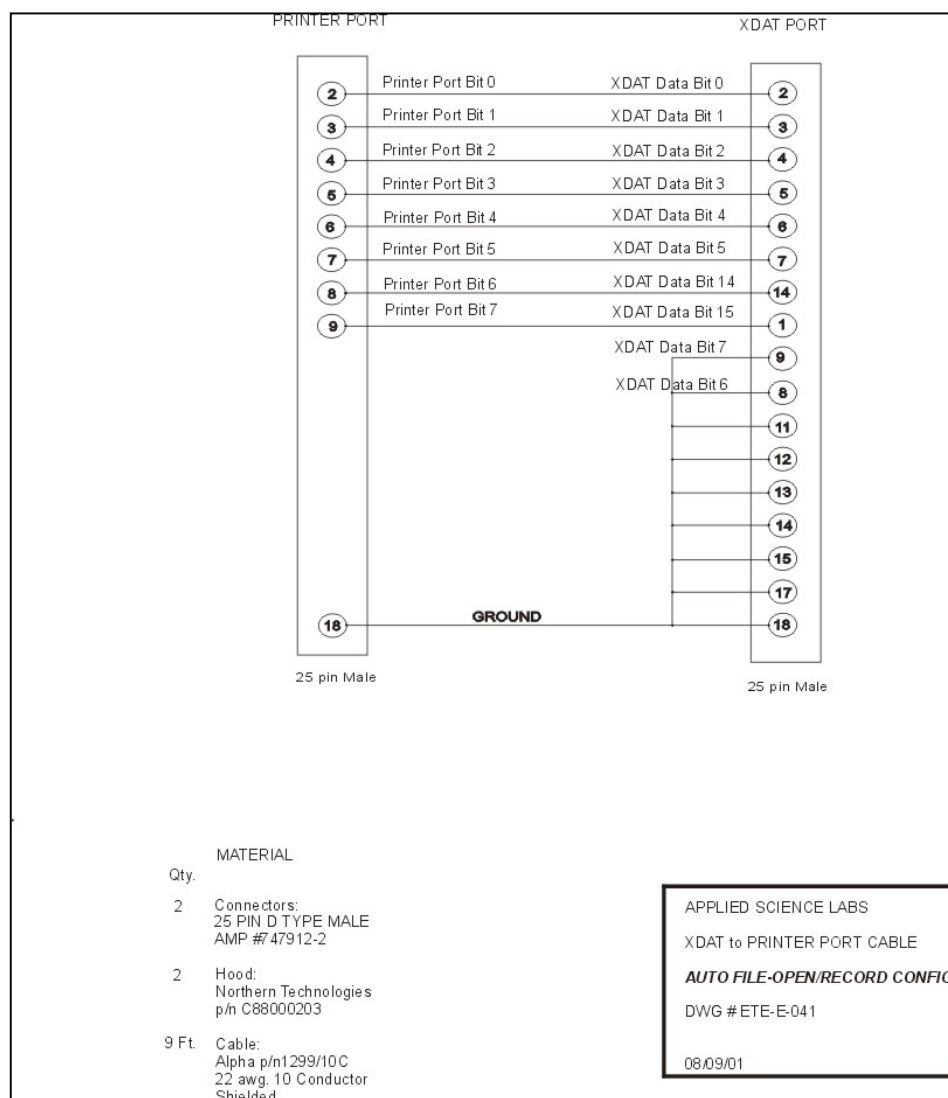 PRINTER PORT XDAT PORT
2 Printer Port Bit 0 XDAT Data Bit 0 2
3 Printer Port Bit 1 XDAT Data Bit 1 3
4 Printer Port Bit 2 XDAT Data Bit 2 4
5 Printer Port Bit 3 XDAT Data Bit 3 5
6 Printer Port Bit 4 XDAT Data Bit 4 6
7 Printer Port Bit 5 XDAT Data Bit 5 7
8 Printer Port Bit 6 XDAT Data Bit 14 14
9 Printer Port Bit 7 XDAT Data Bit 15 1
XDAT Data Bit 7 9
XDAT Data Bit 6 8
11
12
13
14
15
17
18 GROUND 18
25 pin Male 25 pin Male
MATERIAL
Qty.
2 Connectors:
25 PIN D TYPE MALE
AMP #747912-2
2 Hood:
Northern Technologies
p/n C88000203
9 Ft. Cable:
Alpha p/n1299/10C
22 awg. 10 Conductor
Shielded
APPLIED SCIENCE LABS
XDAT to PRINTER PORT CABLE
AUTO FILE-OPEN/RECORD CONFIG
DWG # ETE-E-041
08/09/01